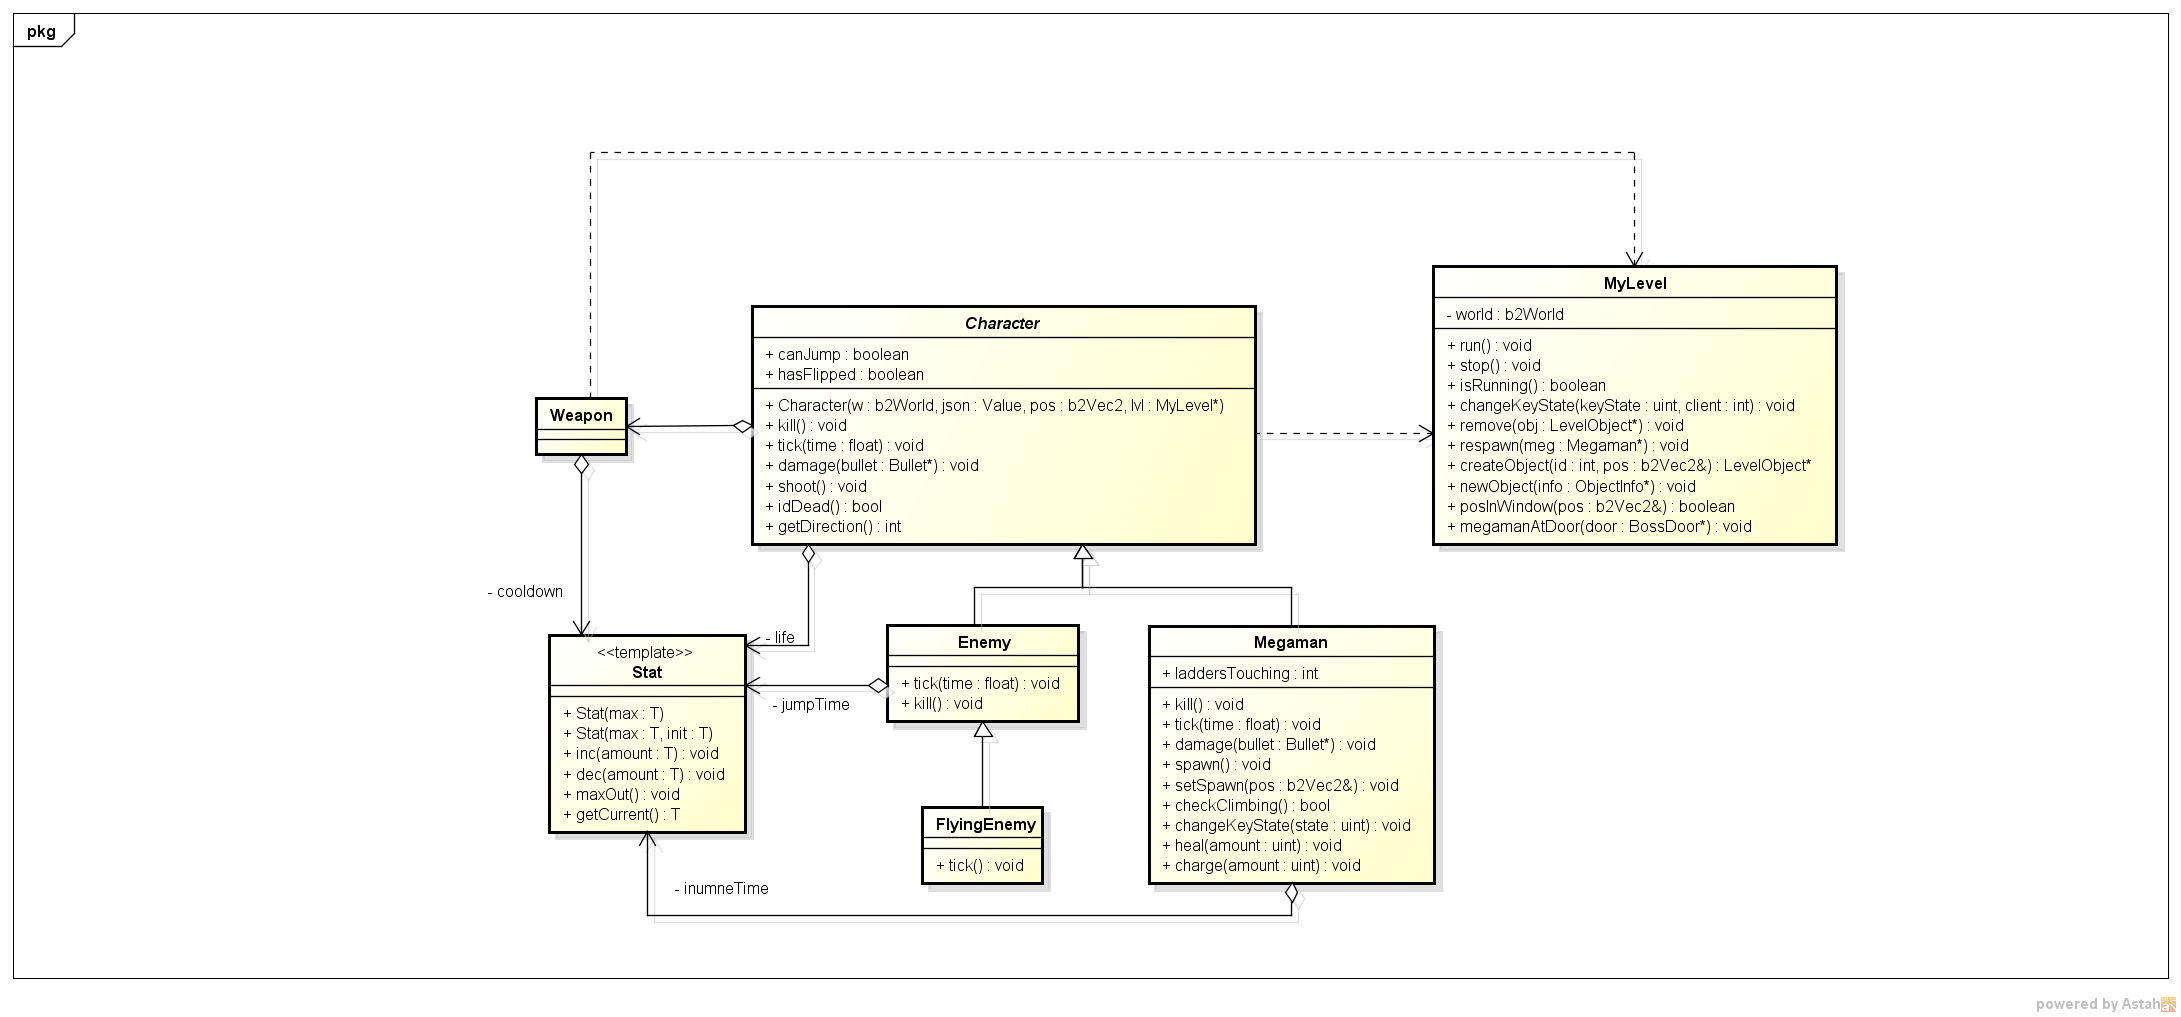 pkg
MyLevel
- world : b2World
+ run() : void
+ stop() : void
+ isRunning() : boolean
+ changeKeyState(keyState : uint, client : int) : void
+ remove(obj : LevelObject*) : void
+ respawn(meg : Megaman*) : void
+ createObject(id : int, pos : b2Vec2&) : LevelObject*
+ newObject(info : ObjectInfo*) : void
+ posInWindow(pos : b2Vec2&) : boolean
+ megamanAtDoor(door : BossDoor*) : void
Character
+ canJump : boolean
+ hasFlipped : boolean
+ Character(w : b2World, json : Value, pos : b2Vec2, lvl : MyLevel*)
+ kill() : void
+ tick(time : float) : void
+ damage(bullet : Bullet*) : void
+ shoot() : void
+ idDead() : bool
+ getDirection() : int
Weapon
- cooldown
- life
- jumpTime
<<template>>
Stat
+ Stat(max : T)
+ Stat(max : T, init : T)
+ inc(amount : T) : void
+ dec(amount : T) : void
+ maxOut() : void
+ getCurrent() : T
Enemy
+ tick(time : float) : void
+ kill() : void
Megaman
+ laddersTouching : int
+ kill() : void
+ tick(time : float) : void
+ damage(bullet : Bullet*) : void
+ spawn() : void
+ setSpawn(pos : b2Vec2&) : void
+ checkClimbing() : bool
+ changeKeyState(state : uint) : void
+ heal(amount : uint) : void
+ charge(amount : uint) : void
FlyingEnemy
+ tick() : void
- inumneTime
powered by Astah